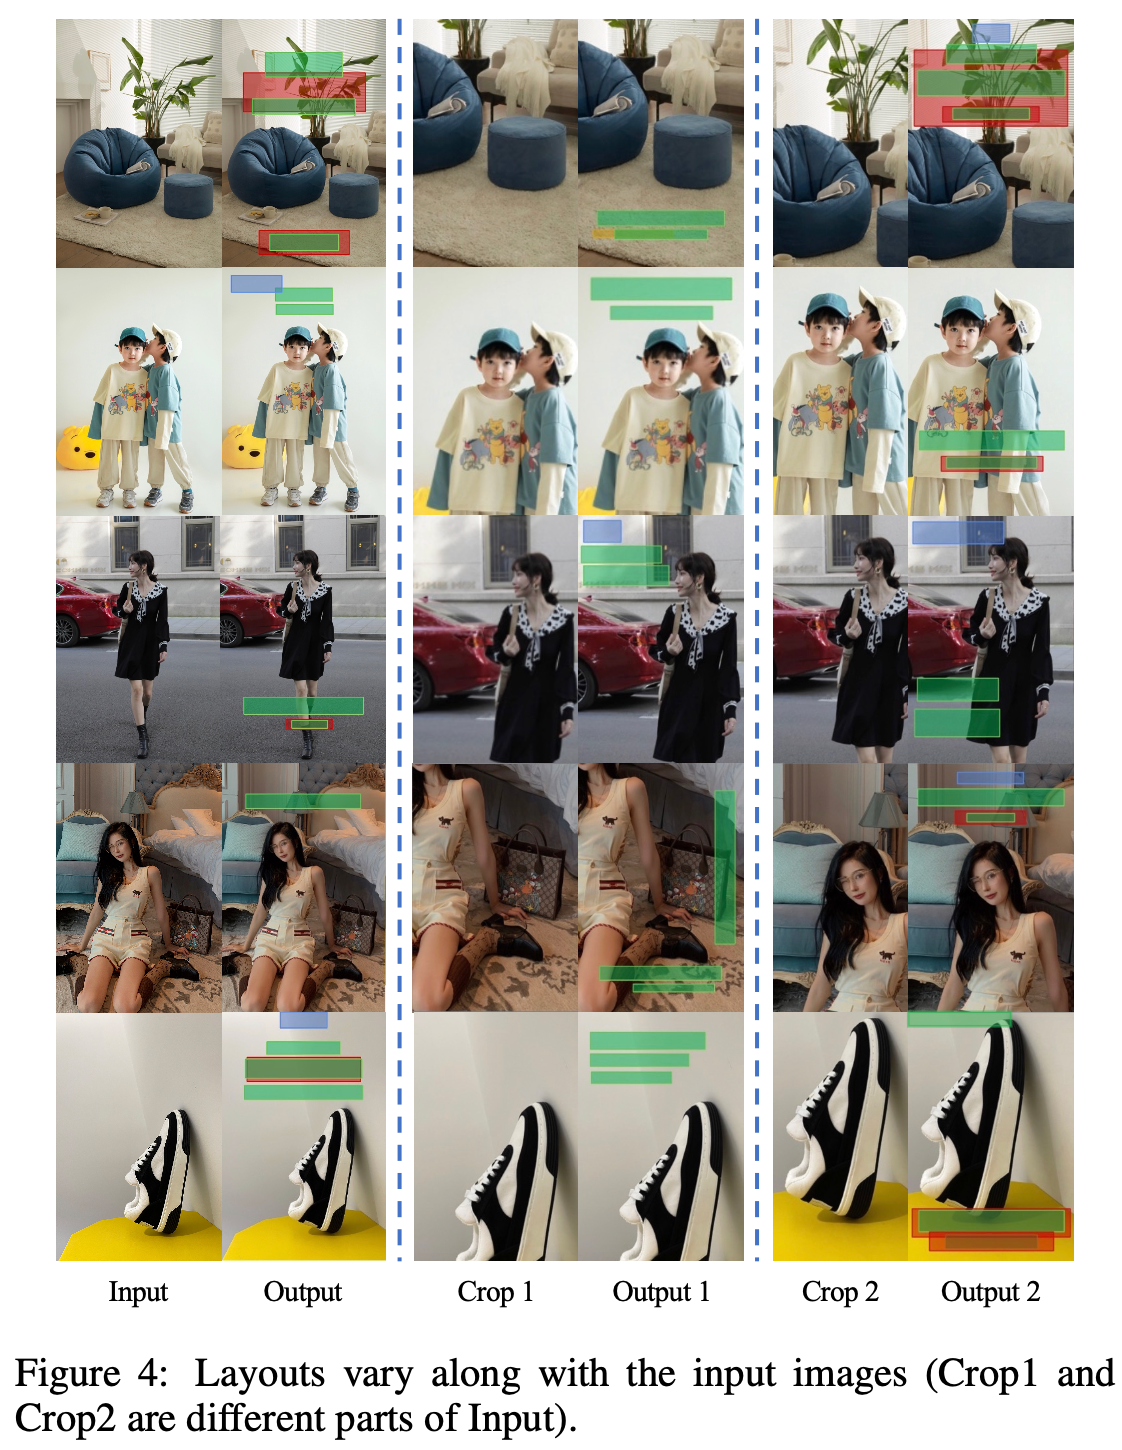 Input Output Crop 1 Output 1 Crop 2 Output 2
Figure 4: Layouts vary along with the input images (Crop1 and
Crop2 are different parts of Input).